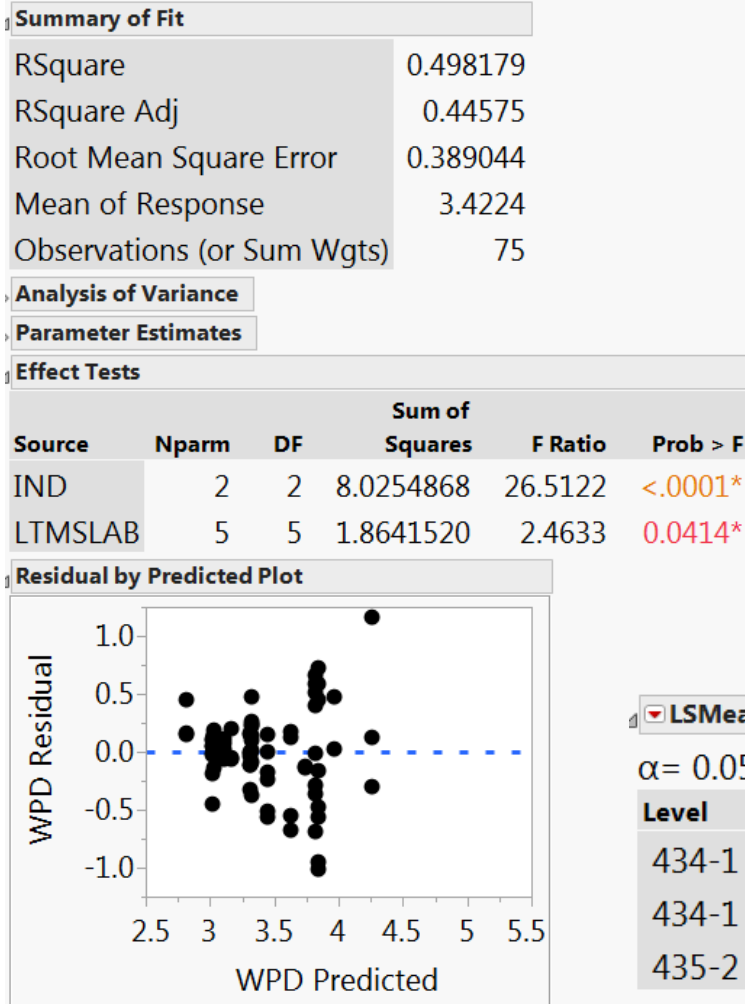 Summary of Fit
RSquare 0.498179
RSquare Adj 0.44575
Root Mean Square Error 0.389044
Mean of Response 3.4224
Observations (or Sum Wgts) 75
Analysis of Variance
Parameter Estimates
Effect Tests
Sum of
Source Nparm DF Squares F Ratio Prob > F
IND 2 2 8.0254868 26.5122 <.0001*
LTMSLAB 5 5 1.8641520 2.4633 0.0414*
Residual by Predicted Plot
WPD Residual
1.0
0.5
0.0
-0.5
-1.0
2.5 3 3.5 4 4.5 5 5.5
WPD Predicted
LSMea
α= 0.05
Level
434-1
434-1
435-2